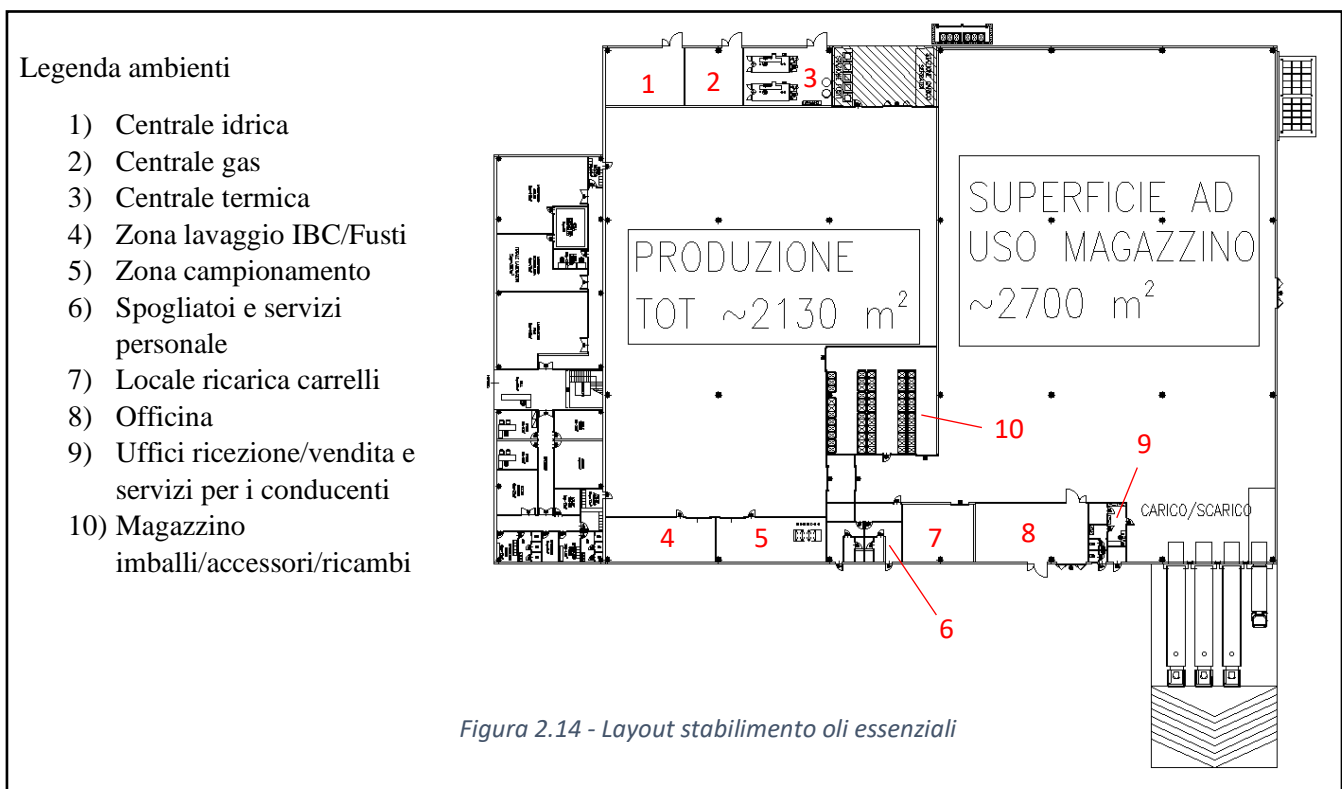 Legenda ambienti
1) Centrale idrica
2) Centrale gas
3) Centrale termica
4) Zona lavaggio IBC/Fusti
5) Zona campionamento
6) Spogliatoi e servizi
personale
7) Locale ricarica carrelli
8) Officina
9) Uffici ricezione/vendita e
servizi per i conducenti
10) Magazzino
imballi/accessori/ricambi
1
2
3
SUPERFICIE AD
USO MAGAZZINO
~2700 m²
PRODUZIONE
TOT ~2130 m²
10
9
CARICO/SCARICO
4
5
7
8
6
Figura 2.14 - Layout stabilimento oli essenziali